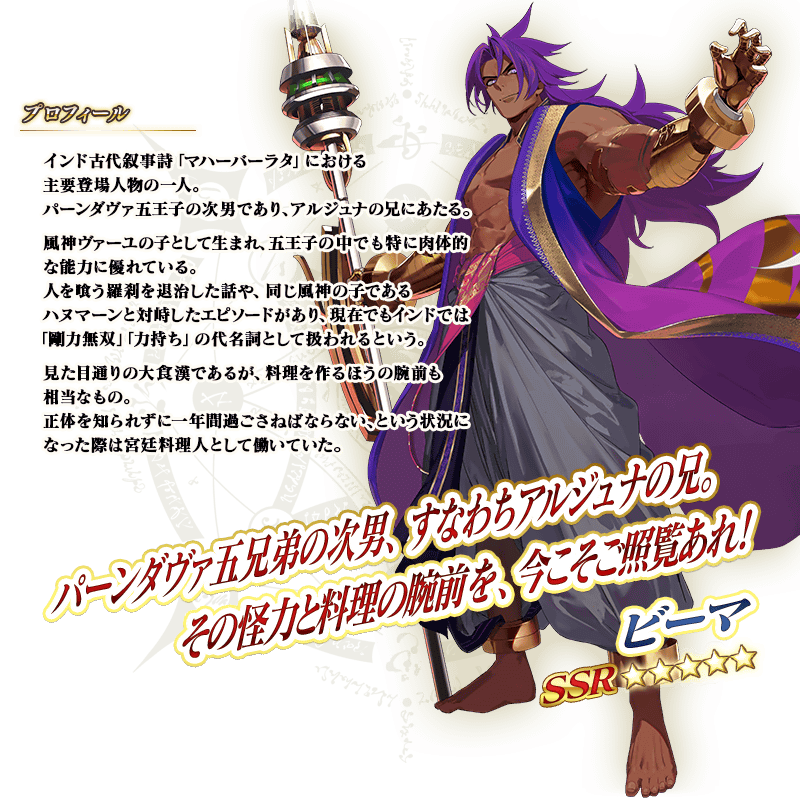 プロフィール
インド古代叙事詩「マハーバーラタ」における
主要登場人物の一人。
パーンダヴァ五王子の次男であり、アルジュナの兄にあたる。
風神ヴァーユの子として生まれ、五王子の中でも特に肉体的
な能力に優れている。
人を喰う羅刹を退治した話や、同じ風神の子である
ハヌマーンと対峙したエピソードがあり、現在でもインドでは
「剛力無双」「力持ち」の代名詞として扱われるという。
見た目通りの大食漢であるが、料理を作るほうの腕前も
相当なもの。
正体を知られずに一年間過ごさねばならない、という状況に
なった際は宮廷料理人として働いていた。
パーンダヴァ五兄弟の次男、すなわちアルジュナの兄。
その怪力と料理の腕前を、今こそご照覧あれ!
ビーマ
SSR